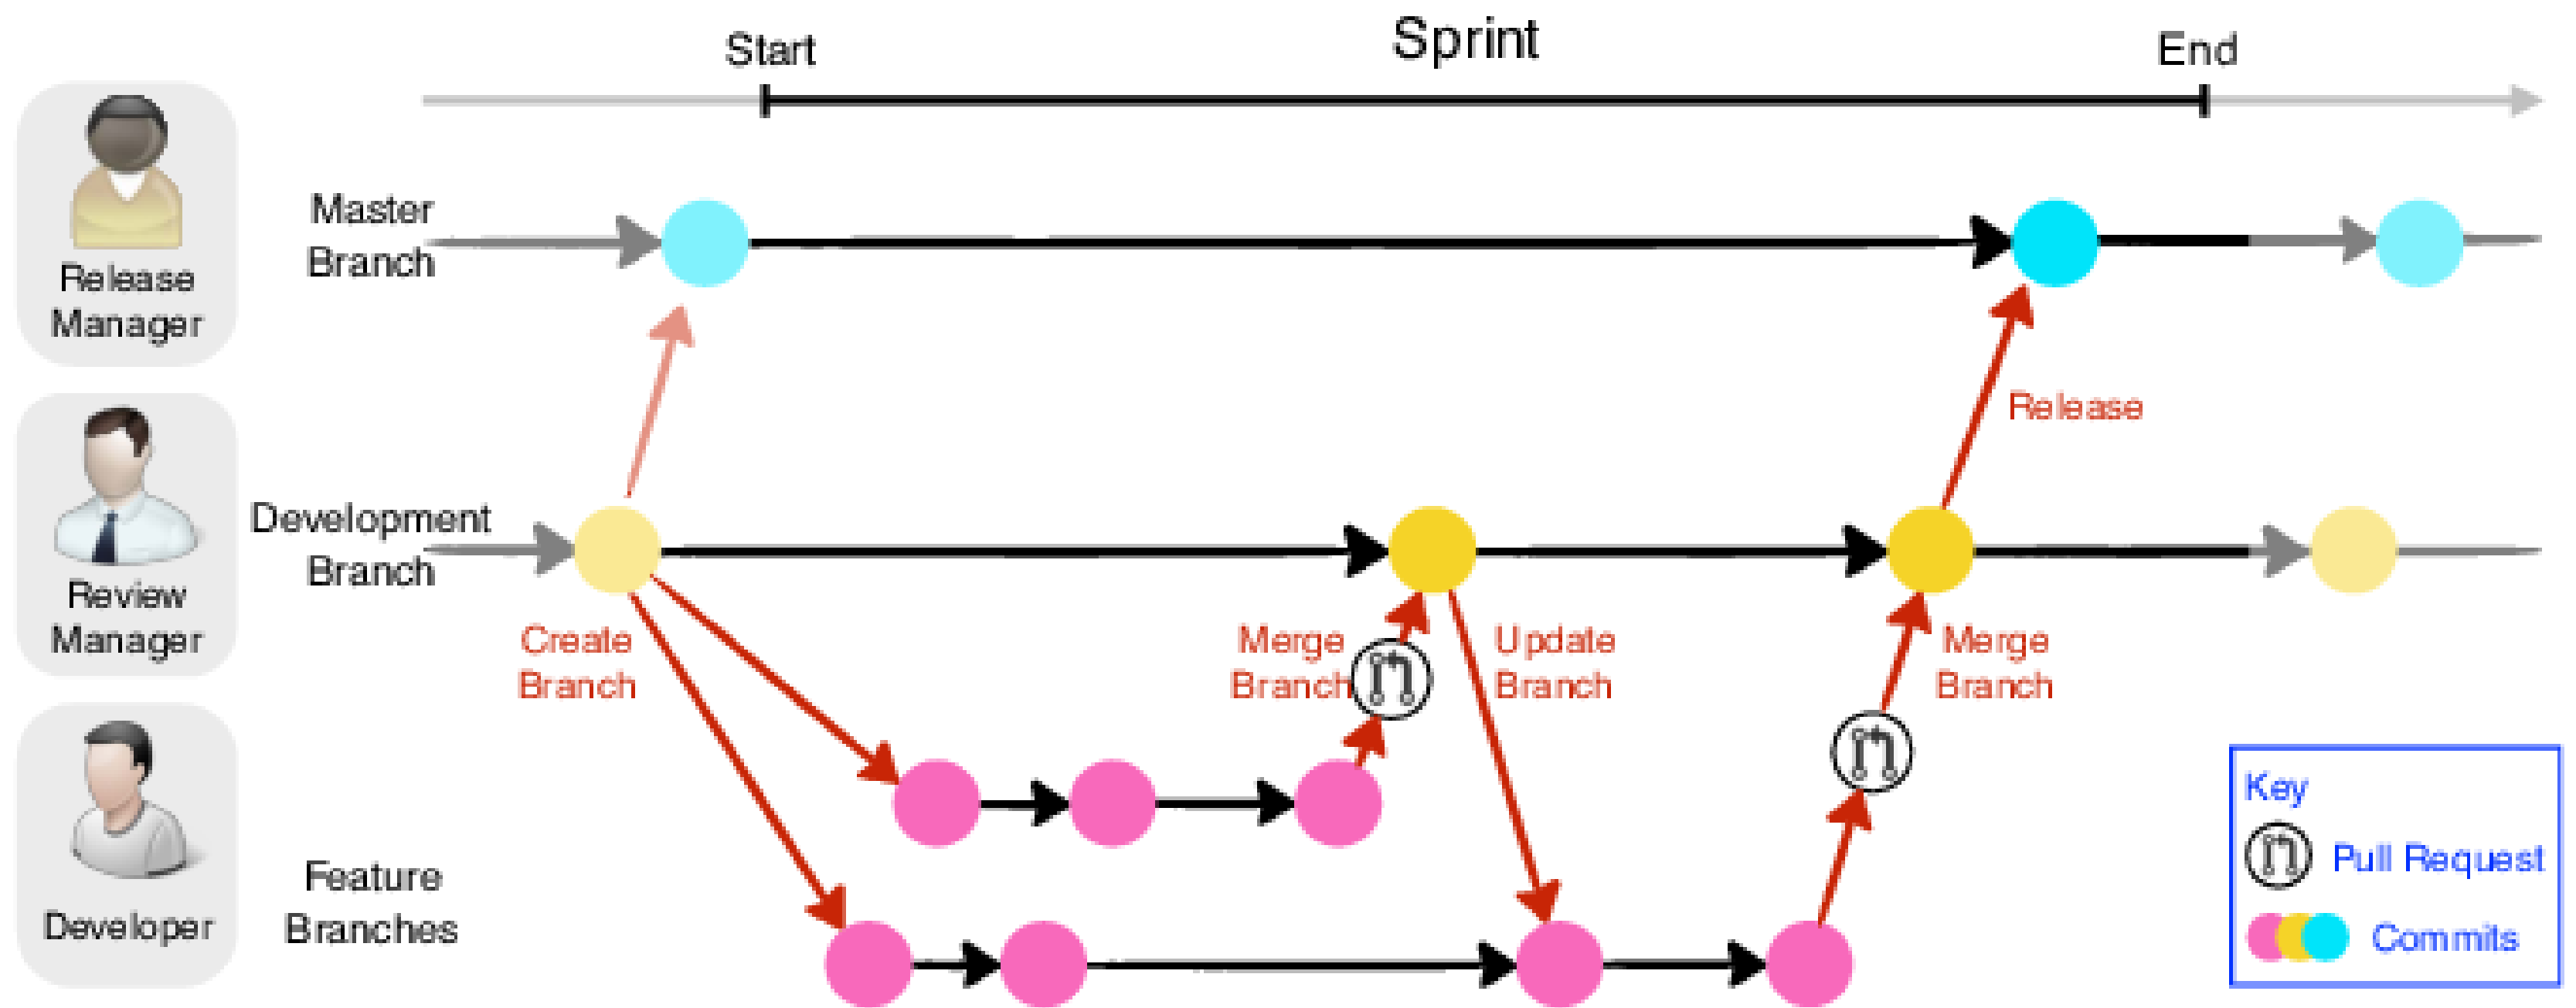 Sprint
Start
End
Release
Manager
Master
Branch
Release
Review
Manager
Development
Branch
Create
Branch
Merge
Branch
Update
Branch
Merge
Branch
Developer
Feature
Branches
Key
Pull Request
Commits